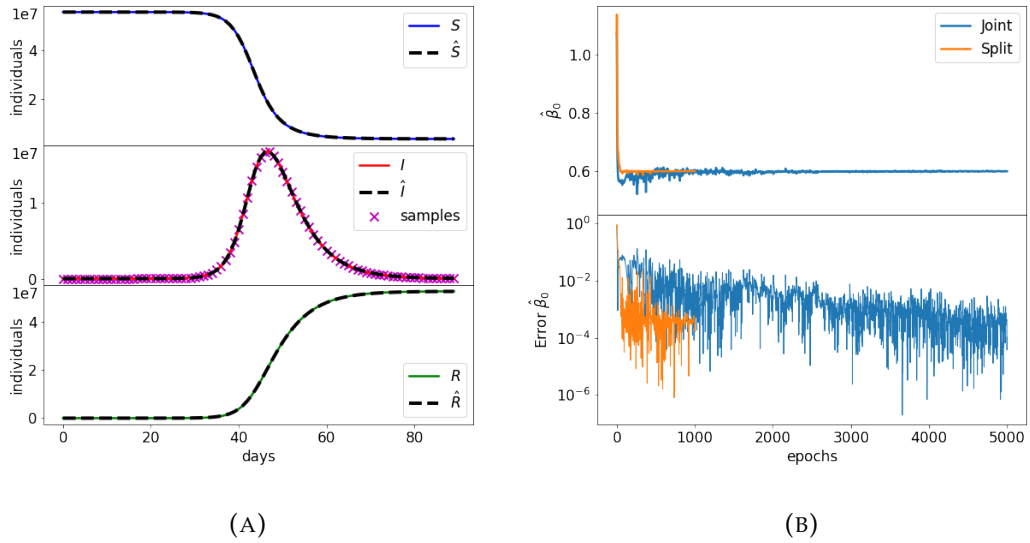 1e7
4
2
individuals
S
Ŝ
1e7
1
0
individuals
I
Î
samples
1e7
4
2
0
individuals
R
R̂
0 20 40 60 80
days
(A)
1.0
0.8
0.6
β̂₀
Joint
Split
10⁰
10⁻²
10⁻⁴
10⁻⁶
Error β̂₀
0 1000 2000 3000 4000 5000
epochs
(B)